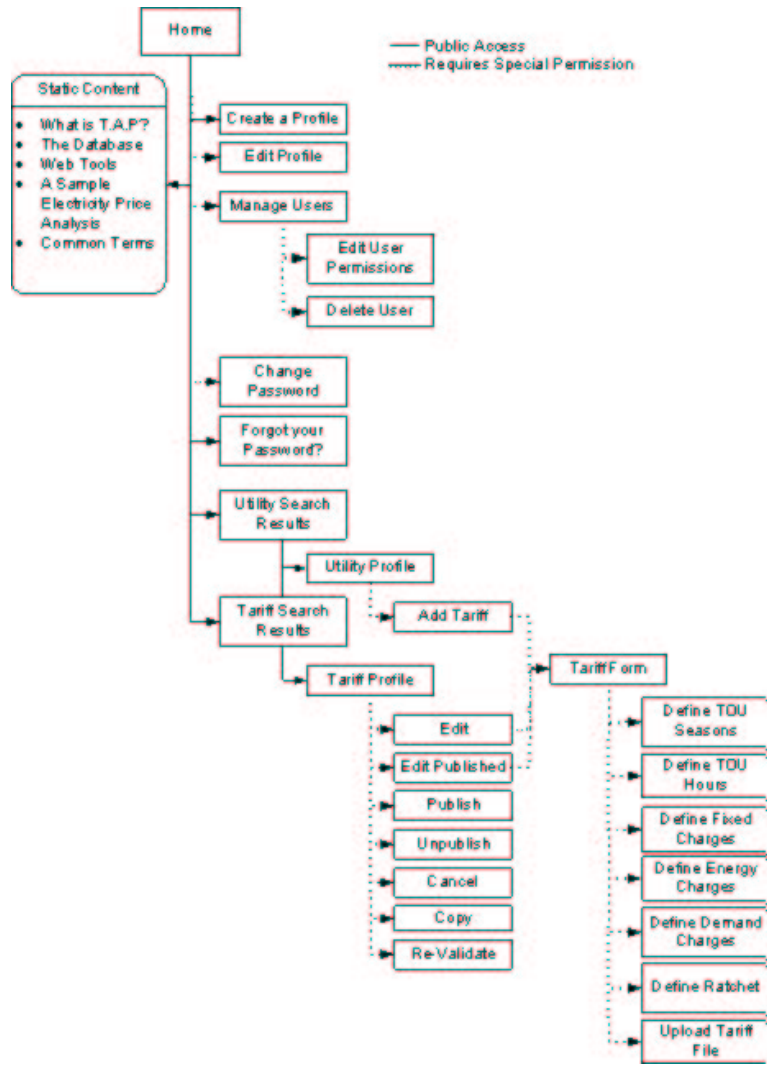 Home
Public Access
Requires Special Permission
Static Content
• What is T.A.P?
• The Database
• Web Tools
• A Sample
Electricity Price
Analysis
• Common Terms
Create a Profile
Edit Profile
Manage Users
Edit User
Permissions
Delete User
Change
Password
Forgot your
Password?
Utility Search
Results
Utility Profile
Add Tariff
Tariff Search
Results
Tariff Profile
Edit
Edit Published
Publish
Unpublish
Cancel
Copy
Re-Validate
Tariff Form
Define TOU
Seasons
Define TOU
Hours
Define Fixed
Charges
Define Energy
Charges
Define Demand
Charges
Define Ratchet
Upload Tariff
File